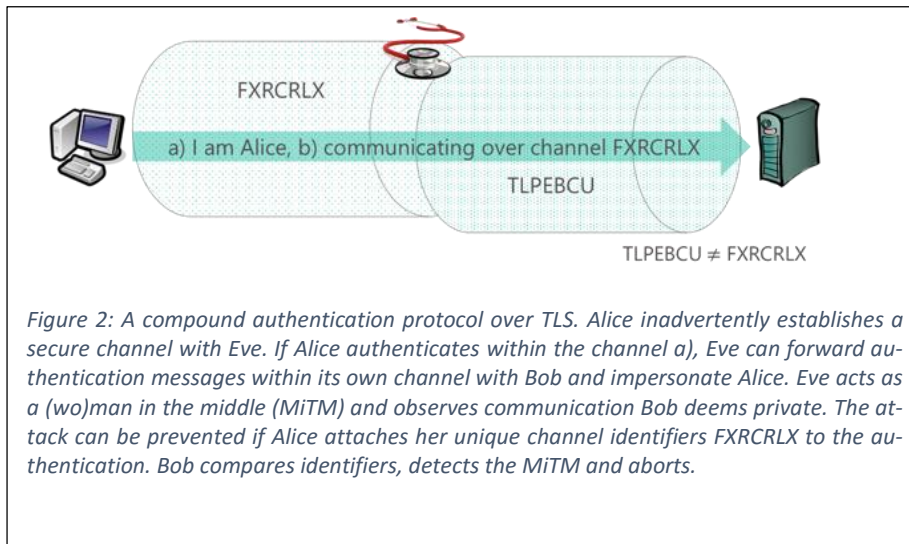 FXRCRLX
a) I am Alice, b) communicating over channel FXRCRLX
TLPEBCU
TLPEBCU ≠ FXRCRLX
Figure 2: A compound authentication protocol over TLS. Alice inadvertently establishes a
secure channel with Eve. If Alice authenticates within the channel a), Eve can forward au-
thentication messages within its own channel with Bob and impersonate Alice. Eve acts as
a (wo)man in the middle (MiTM) and observes communication Bob deems private. The at-
tack can be prevented if Alice attaches her unique channel identifiers FXRCRLX to the au-
thentication. Bob compares identifiers, detects the MiTM and aborts.